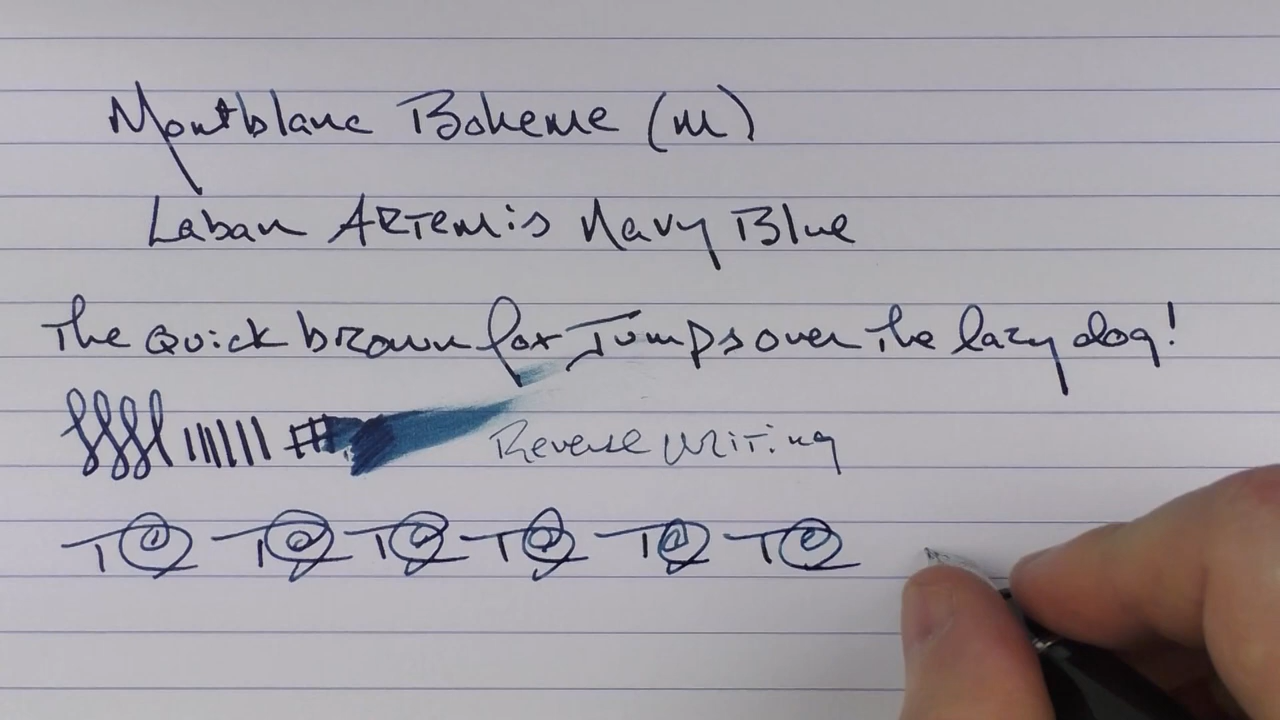 Montblanc Boheme (m)
Laban ARTEMis Navy Blue
The Quick brown fox Jumps over the lazy dog!
Reverse Writing